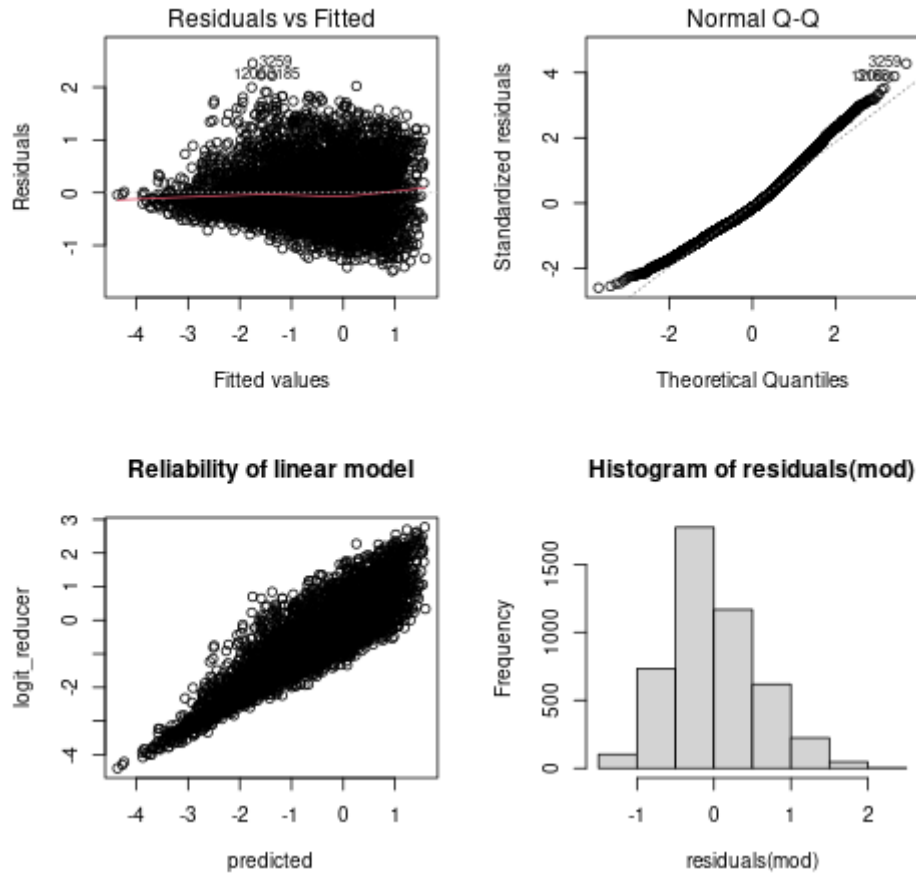 Residuals vs Fitted
Residuals
2
1
0
-1
3259
-4 -3 -2 -1 0 1
Fitted values
Normal Q-Q
Standardized residuals
4
2
0
-2
3259
-2 0 2
Theoretical Quantiles
Reliability of linear model
logit_reducer
3
2
0
-2
-4
-4 -3 -2 -1 0 1
predicted
Histogram of residuals(mod)
Frequency
1500
1000
500
0
-1 0 1 2
residuals(mod)